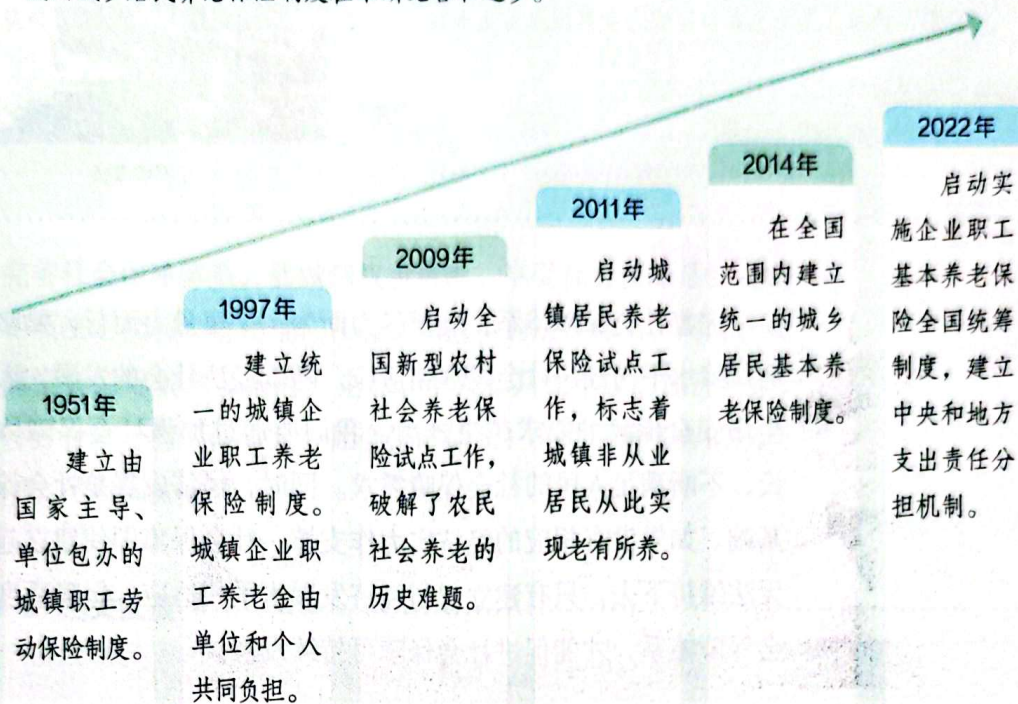 1951年
建立由
国家主导、
单位包办的
城镇职工劳
动保险制度。
1997年
建立统
一的城镇企
业职工养老
保险制度。
城镇企业职
工养老金由
单位和个人
共同负担。
2009年
启动全
国新型农村
社会养老保
险试点工作，
破解了农民
社会养老的
历史难题。
2011年
启动城
镇居民养老
保险试点工
作，标志着
城镇非从业
居民从此实
现老有所养。
2014年
在全国
范围内建立
统一的城乡
居民基本养
老保险制度。
2022年
启动实
施企业职工
基本养老保
险全国统筹
制度，建立
中央和地方
支出责任分
担机制。